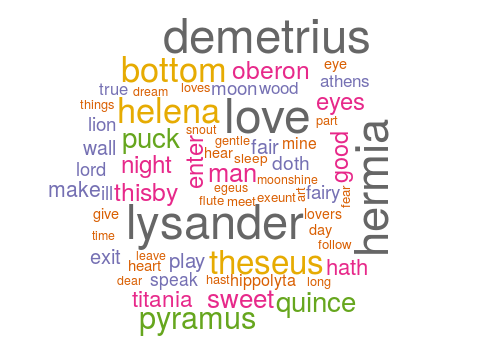 demetrius
eye
bottom oberon
athens
true dream loves moon wood
things
helena love eyes
part
lion snout
puck enter hear gentle fair mine good hermia
wall
sleep doth
lord night man
moonshine
make ill thisby egeus fairy fear
flute meet exeunt art
give lysander lovers
day
time
follow
exit leave play theseus
heart hath
dear speak hast hippolyta long
titania sweet quince
pyramus